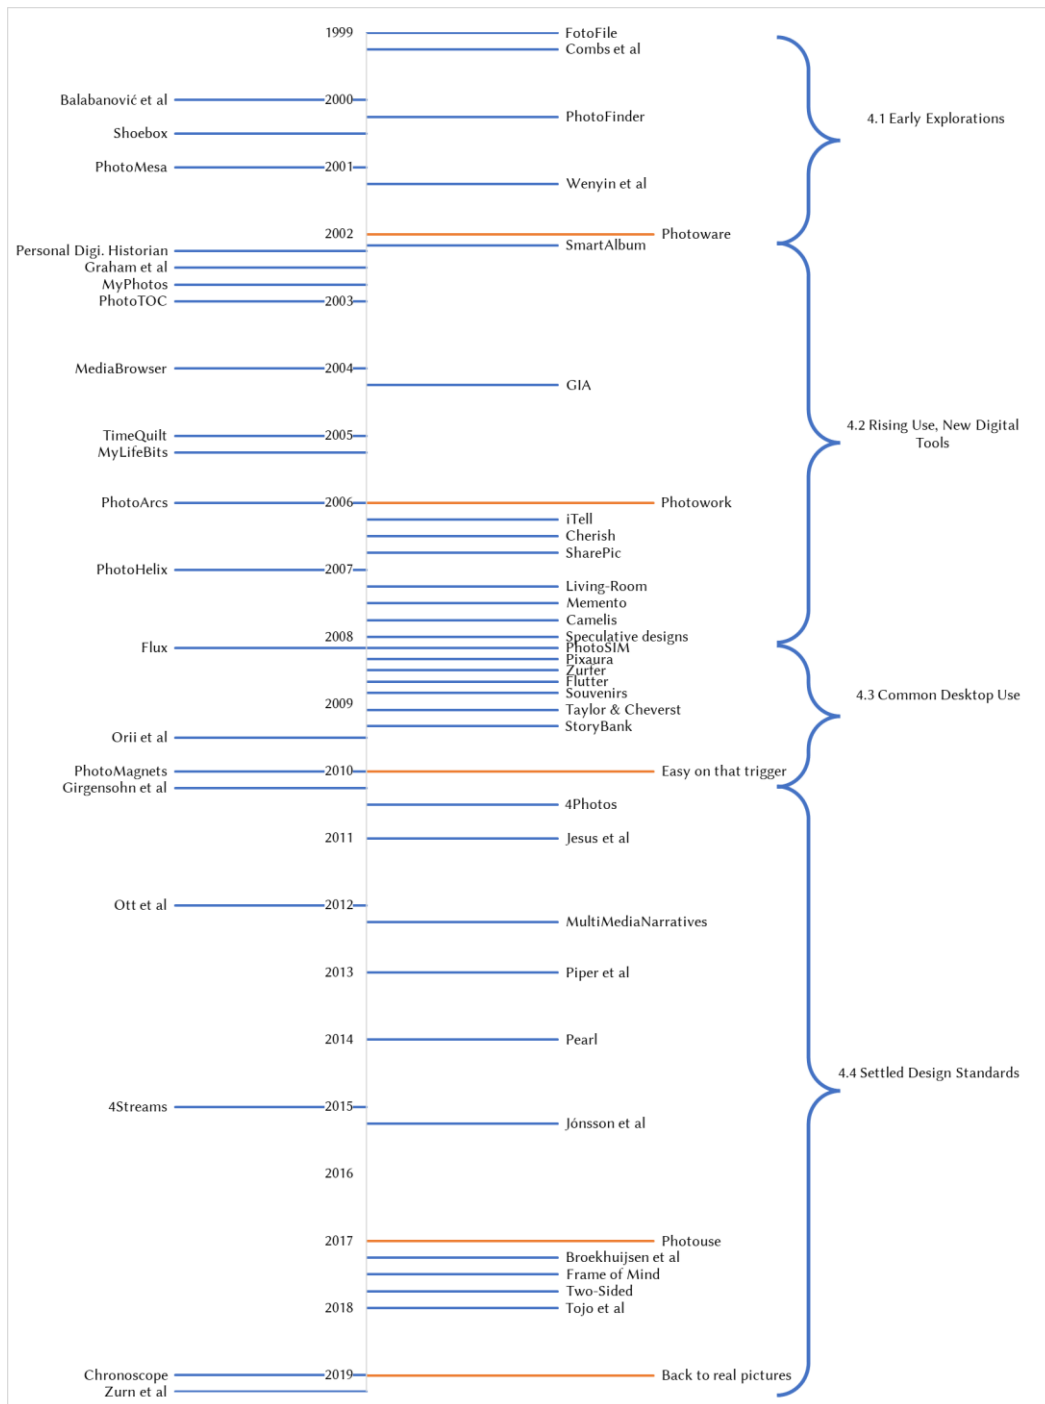 1999
FotoFile
Combs et al
Balabanović et al
2000
PhotoFinder
4.1 Early Explorations
Shoebox
PhotoMesa
2001
Wenyin et al
2002
Photoware
SmartAlbum
Personal Digi. Historian
Graham et al
MyPhotos
PhotoTOC
2003
MediaBrowser
2004
GIA
4.2 Rising Use, New Digital
Tools
TimeQuilt
2005
MyLifeBits
PhotoArcs
2006
Photowork
iTell
Cherish
SharePic
PhotoHelix
2007
Living-Room
Memento
Camelis
2008
Speculative designs
Flux
PhotoSIM
Pixaura
Zurfer
Flutter
Souvenirs
4.3 Common Desktop Use
2009
Taylor & Cheverst
StoryBank
Orii et al
PhotoMagnets
2010
Easy on that trigger
Girgensohn et al
4Photos
2011
Jesus et al
Ott et al
2012
MultiMediaNarratives
2013
Piper et al
2014
Pearl
4.4 Settled Design Standards
4Streams
2015
Jónsson et al
2016
2017
Photouse
Broekhuijsen et al
Frame of Mind
Two-Sided
2018
Tojo et al
Chronoscope
2019
Back to real pictures
Zurn et al